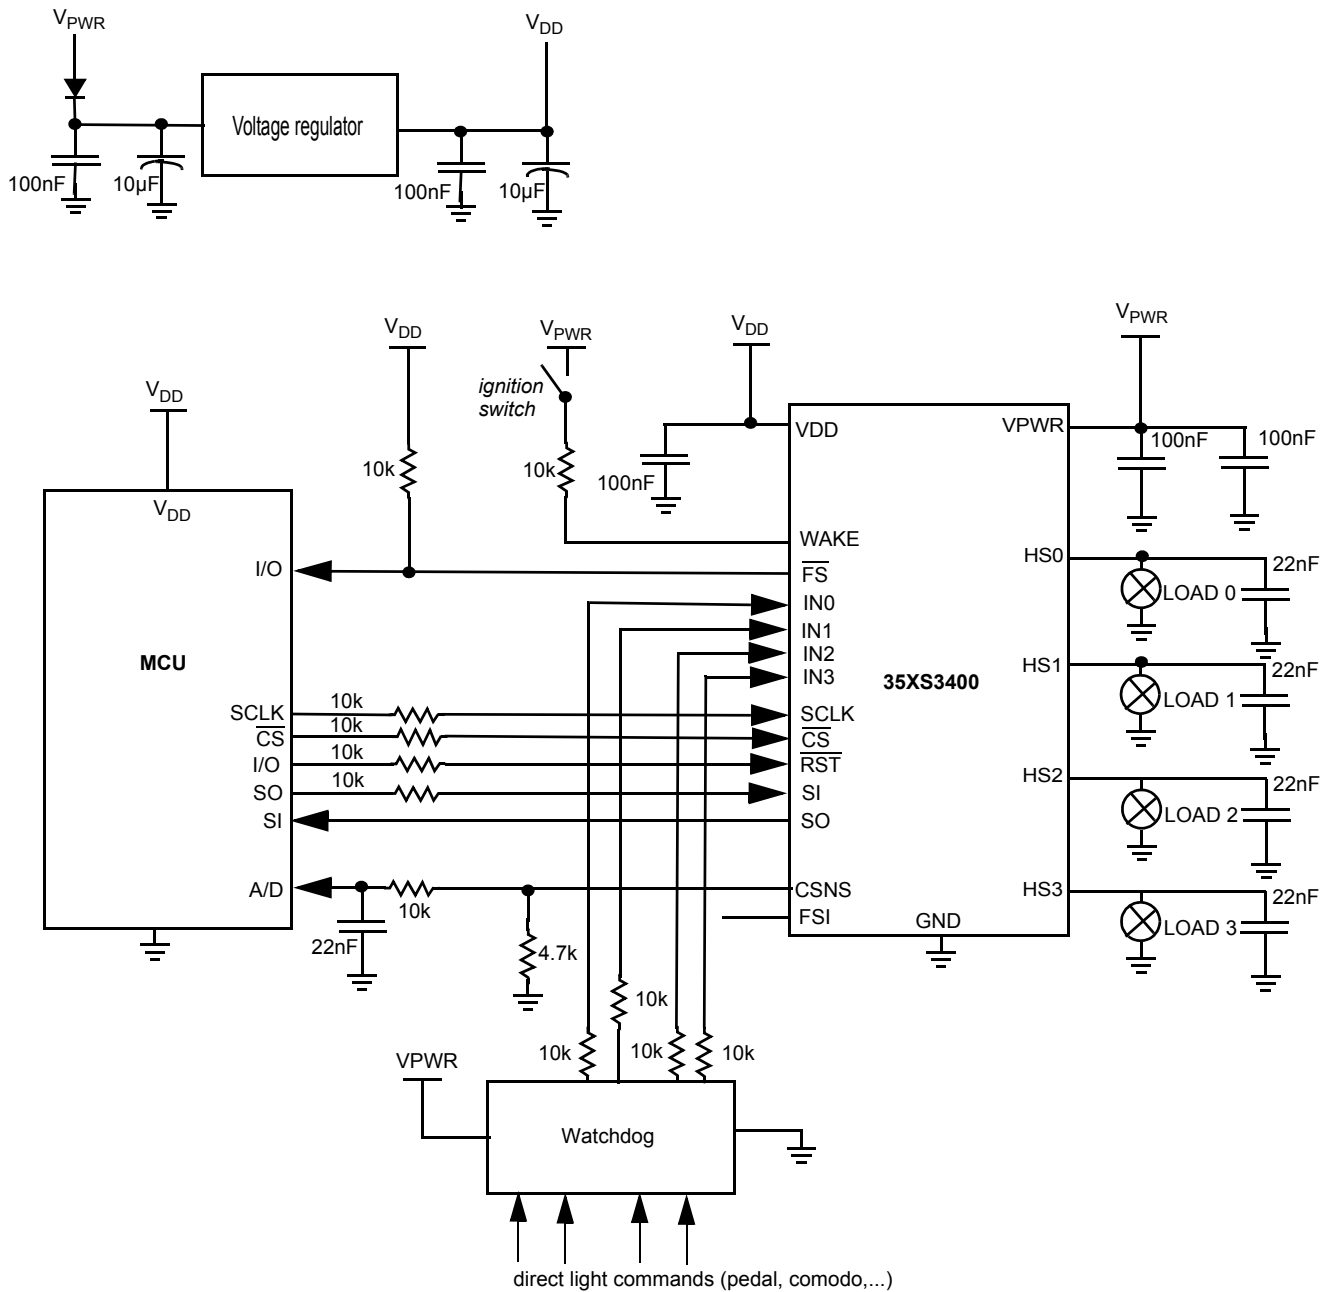 VPWR
VDD
Voltage regulator
100nF
10µF
100nF
10µF
VDD
VPWR
VDD
VPWR
VDD
ignition
switch
10k
10k
100nF
VDD
VPWR
100nF
100nF
VDD
WAKE
I/O
FS
HS0
22nF
LOAD 0
IN0
IN1
IN2
IN3
MCU
35XS3400
HS1
22nF
LOAD 1
SCLK
10k
SCLK
CS
10k
CS
I/O
10k
RST
SO
10k
SI
SI
SO
HS2
22nF
LOAD 2
A/D
10k
CSNS
FSI
GND
HS3
22nF
LOAD 3
22nF
4.7k
10k
10k
10k
10k
VPWR
Watchdog
direct light commands (pedal, comodo,...)